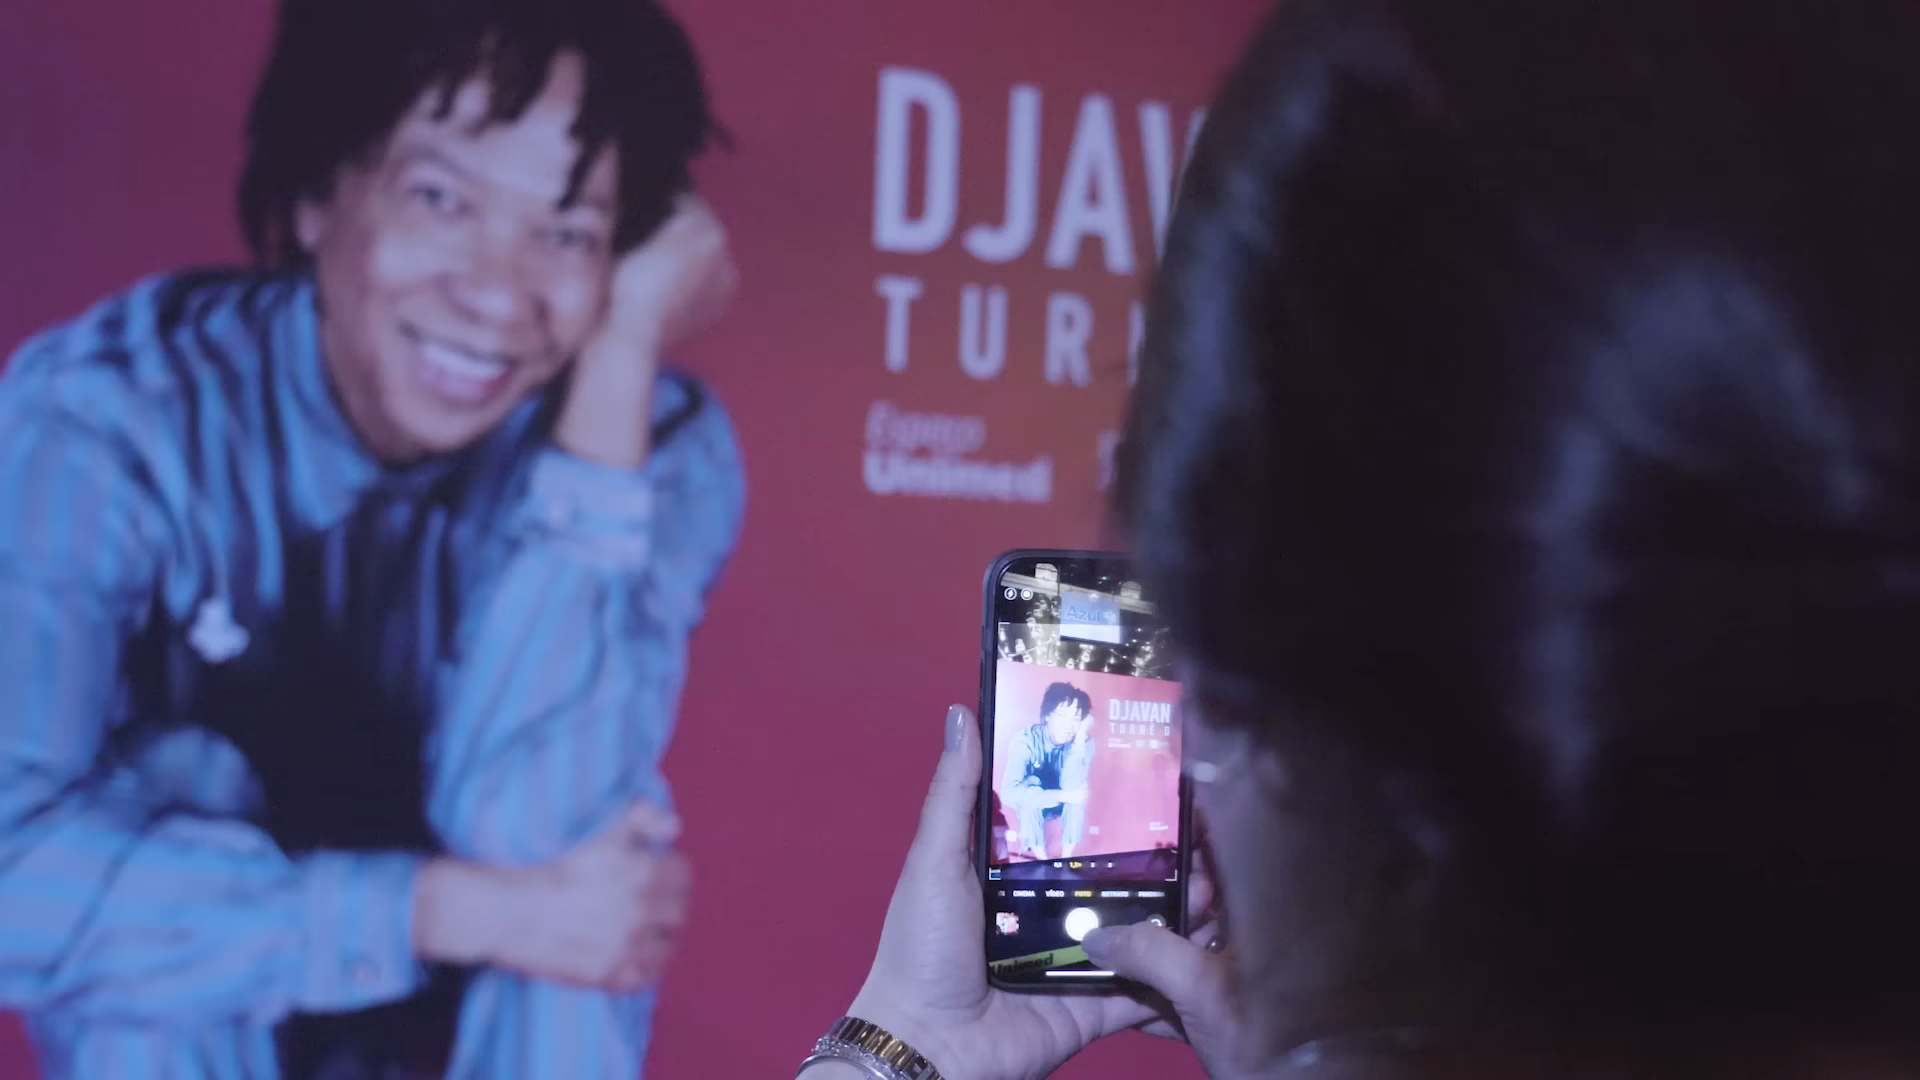 DJAV
TUR
Espaço
Unimed
Azul
DJAVAN
TURNÊ D
CINEMA VÍDEO FOTO RETRATO
Unimed